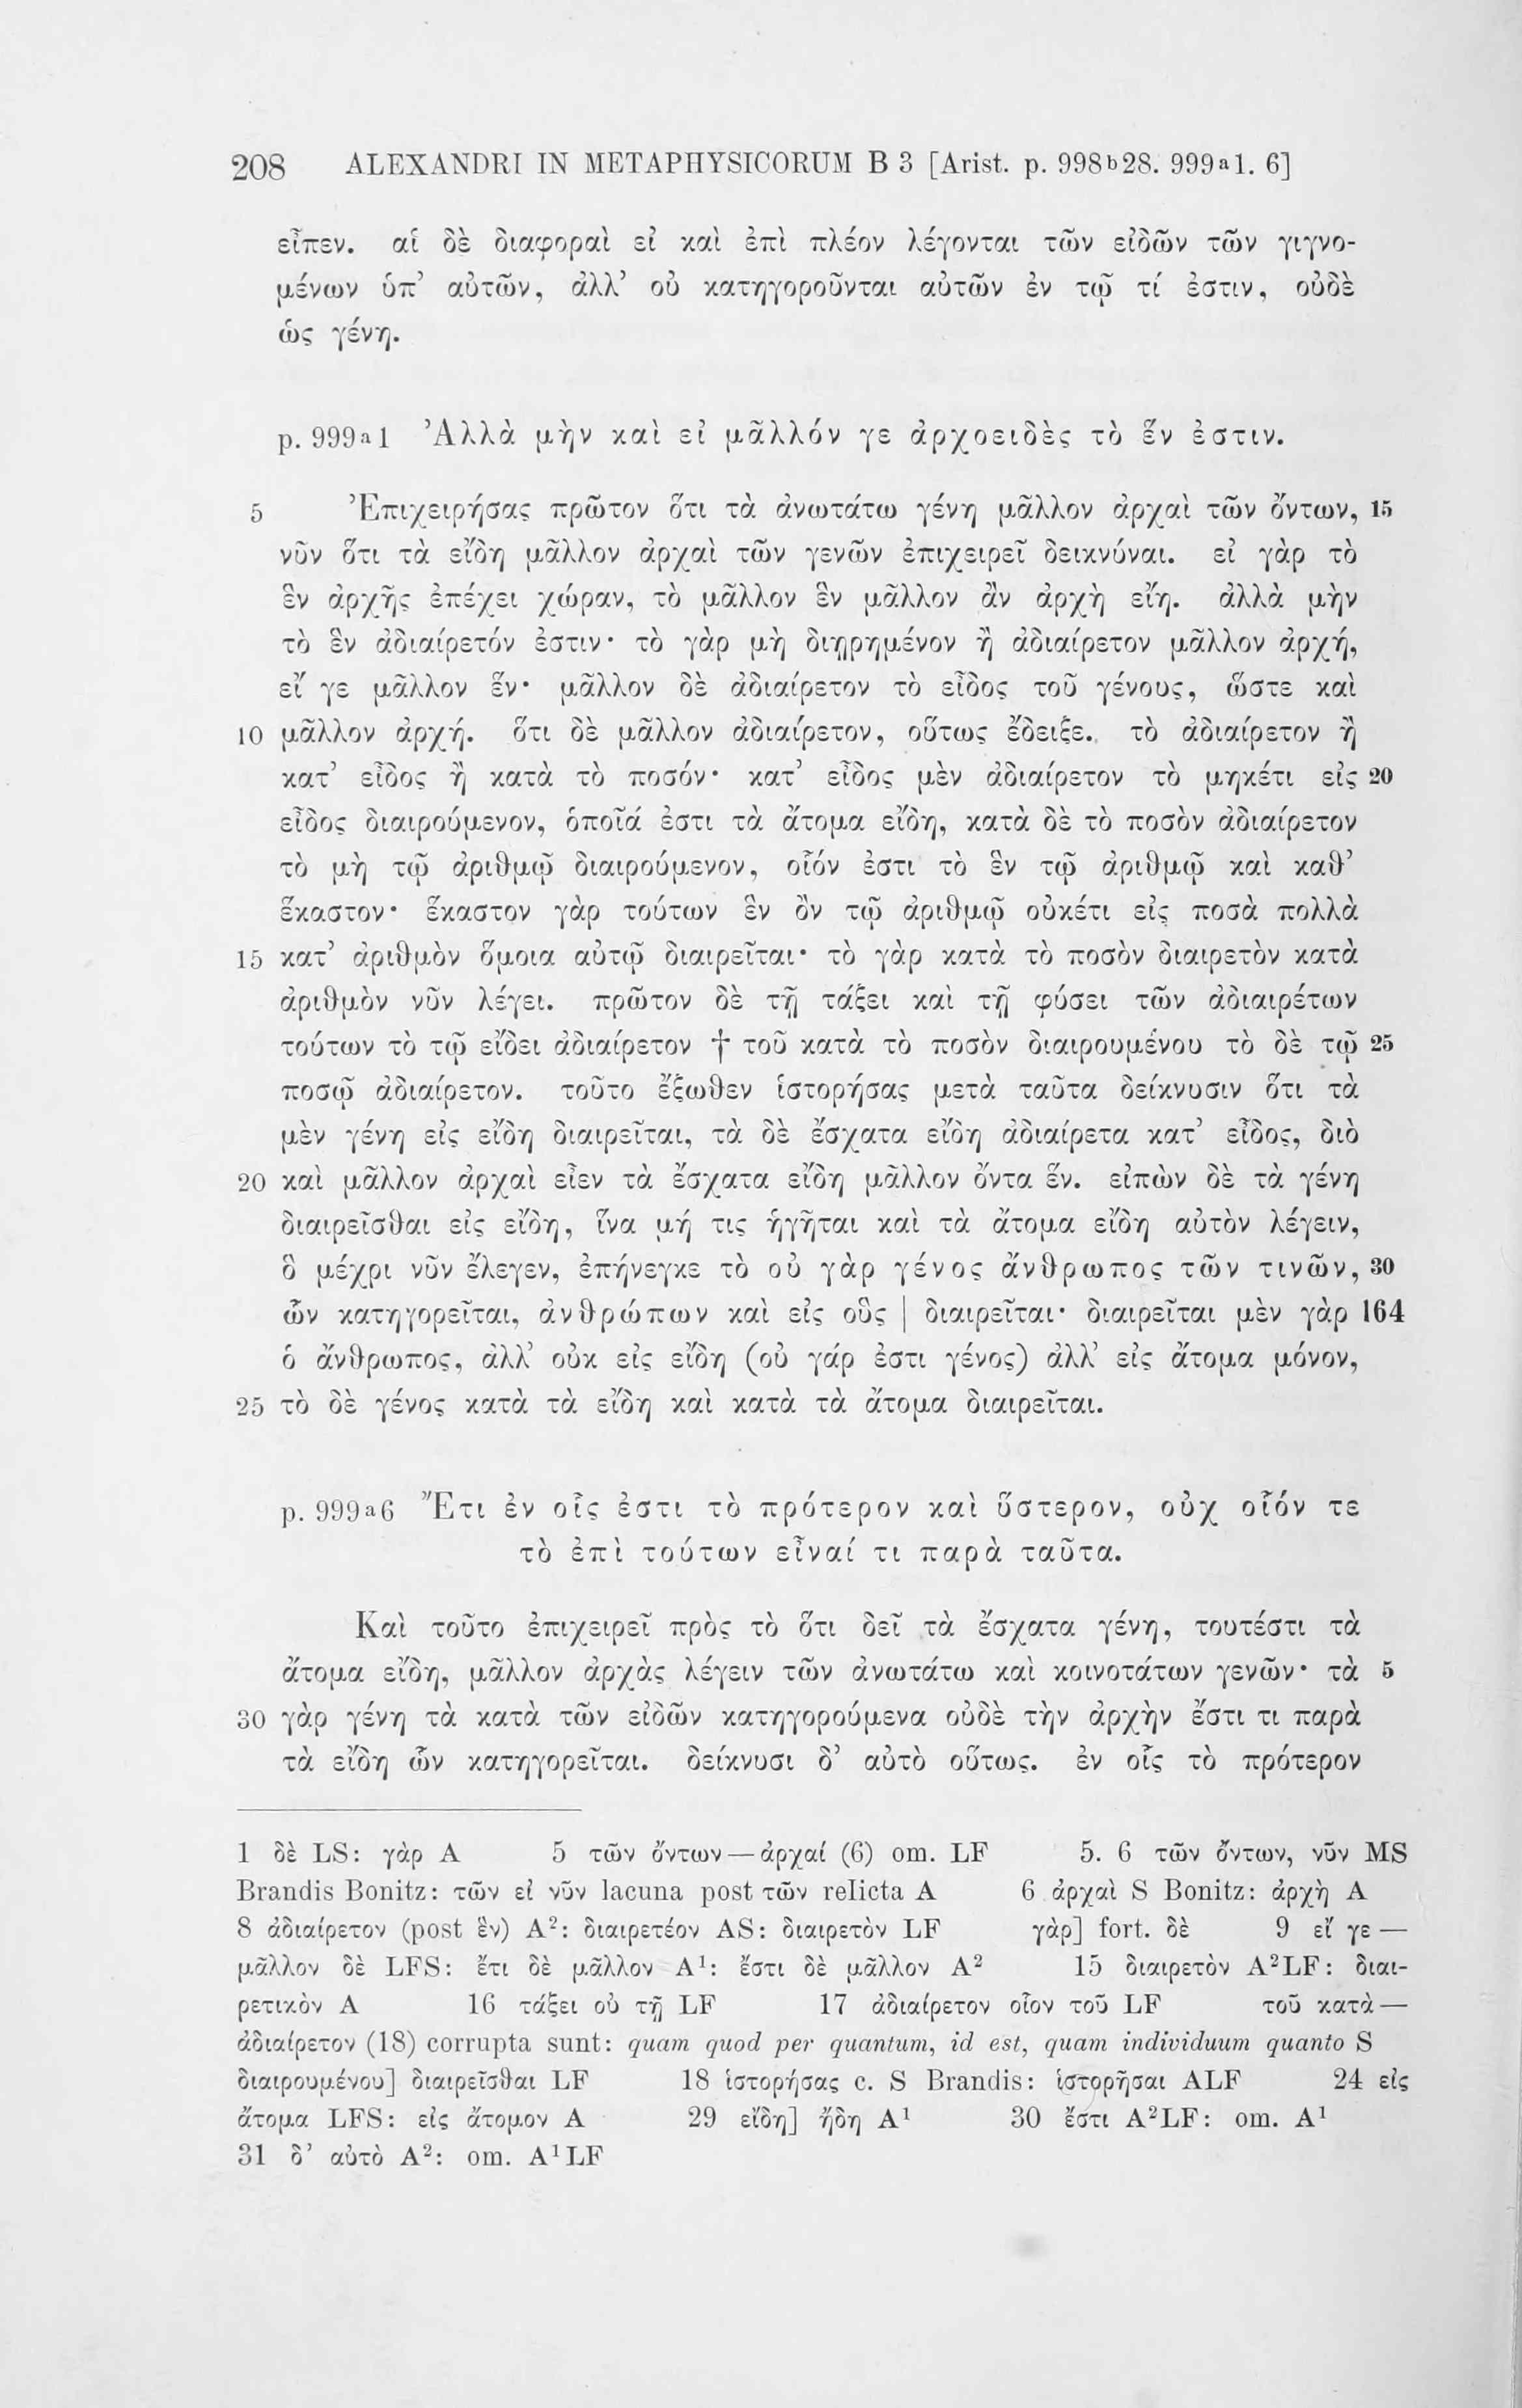 208 ALEXANDRI IN METAPHYSICORUM B 3 [Arist. p. 998b28. 999a1. 6]
εἶπεν. αἱ δὲ διαφοραὶ εἰ καὶ ἐπὶ πλέον λέγονται τῶν εἰδῶν τῶν γιγνο-
μένων ὑπ’ αὐτῶν, ἀλλ’ οὐ κατηγοροῦνται αὐτῶν ἐν τῷ τί ἐστιν, οὐδὲ
ὡς γένη.
p. 999a1 Ἀλλὰ μὴν καὶ εἰ μᾶλλόν γε ἀρχοειδὲς τὸ ἕν ἐστιν.
5 Ἐπιχειρήσας πρῶτον ὅτι τὰ ἀνωτάτω γένη μᾶλλον ἀρχαὶ τῶν ὄντων, 15
νῦν ὅτι τὰ εἴδη μᾶλλον ἀρχαὶ τῶν γενῶν ἐπιχειρεῖ δεικνύναι. εἰ γὰρ τὸ
ἓν ἀρχῆς ἐπέχει χώραν, τὸ μᾶλλον ἓν μᾶλλον ἂν ἀρχὴ εἴη. ἀλλὰ μὴν
τὸ ἓν ἀδιαίρετόν ἐστιν· τὸ γὰρ μὴ διῃρημένον ἢ ἀδιαίρετον μᾶλλον ἀρχή,
εἴ γε μᾶλλον ἕν· μᾶλλον δὲ ἀδιαίρετον τὸ εἶδος τοῦ γένους, ὥστε καὶ
10 μᾶλλον ἀρχή. ὅτι δὲ μᾶλλον ἀδιαίρετον, οὕτως ἔδειξε. τὸ ἀδιαίρετον ἢ
κατ’ εἶδος ἢ κατὰ τὸ ποσόν· κατ’ εἶδος μὲν ἀδιαίρετον τὸ μηκέτι εἰς 20
εἶδος διαιρούμενον, ὁποῖά ἐστι τὰ ἄτομα εἴδη, κατὰ δὲ τὸ ποσὸν ἀδιαίρετον
τὸ μὴ τῷ ἀριθμῷ διαιρούμενον, οἷόν ἐστι τὸ ἓν τῷ ἀριθμῷ καὶ καθ’
ἕκαστον· ἕκαστον γὰρ τούτων ἓν ὂν τῷ ἀριθμῷ οὐκέτι εἰς ποσὰ πολλὰ
15 κατ’ ἀριθμὸν ὅμοια αὐτῷ διαιρεῖται· τὸ γὰρ κατὰ τὸ ποσὸν διαιρετὸν κατὰ
ἀριθμὸν νῦν λέγει. πρῶτον δὲ τῇ τάξει καὶ τῇ φύσει τῶν ἀδιαιρέτων
τούτων τὸ τῷ εἴδει ἀδιαίρετον † τοῦ κατὰ τὸ ποσὸν διαιρουμένου τὸ δὲ τῷ 25
ποσῷ ἀδιαίρετον. τοῦτο ἔξωθεν ἱστορήσας μετὰ ταῦτα δείκνυσιν ὅτι τὰ
μὲν γένη εἰς εἴδη διαιρεῖται, τὰ δὲ ἔσχατα εἴδη ἀδιαίρετα κατ’ εἶδος, διὸ
20 καὶ μᾶλλον ἀρχαὶ εἶεν τὰ ἔσχατα εἴδη μᾶλλον ὄντα ἕν. εἰπὼν δὲ τὰ γένη
διαιρεῖσθαι εἰς εἴδη, ἵνα μή τις ἡγῆται καὶ τὰ ἄτομα εἴδη αὐτὸν λέγειν,
ὃ μέχρι νῦν ἔλεγεν, ἐπήνεγκε τὸ οὐ γὰρ γένος ἄνθρωπος τῶν τινῶν, 30
ὧν κατηγορεῖται, ἀνθρώπων καὶ εἰς οὓς | διαιρεῖται· διαιρεῖται μὲν γὰρ 164
ὁ ἄνθρωπος, ἀλλ’ οὐκ εἰς εἴδη (οὐ γάρ ἐστι γένος) ἀλλ’ εἰς ἄτομα μόνον,
25 τὸ δὲ γένος κατὰ τὰ εἴδη καὶ κατὰ τὰ ἄτομα διαιρεῖται.
p. 999a6 Ἔτι ἐν οἷς ἐστι τὸ πρότερον καὶ ὕστερον, οὐχ οἷόν τε
τὸ ἐπὶ τούτων εἶναί τι παρὰ ταῦτα.
Καὶ τοῦτο ἐπιχειρεῖ πρὸς τὸ ὅτι δεῖ τὰ ἔσχατα γένη, τουτέστι τὰ
ἄτομα εἴδη, μᾶλλον ἀρχὰς λέγειν τῶν ἀνωτάτω καὶ κοινοτάτων γενῶν· τὰ 5
30 γὰρ γένη τὰ κατὰ τῶν εἰδῶν κατηγορούμενα οὐδὲ τὴν ἀρχὴν ἔστι τι παρὰ
τὰ εἴδη ὧν κατηγορεῖται. δείκνυσι δ’ αὐτὸ οὕτως. ἐν οἷς τὸ πρότερον
1 δὲ LS: γὰρ A 5 τῶν ὄντων — ἀρχαί (6) om. LF 5. 6 τῶν ὄντων, νῦν MS
Brandis Bonitz: τῶν εἰ νῦν lacuna post τῶν relicta A 6 ἀρχαὶ S Bonitz: ἀρχὴ A
8 ἀδιαίρετον (post ἓν) A²: διαιρετέον AS: διαιρετὸν LF γὰρ] fort. δὲ 9 εἴ γε —
μᾶλλον δὲ LFS: ἔτι δὲ μᾶλλον A¹: ἔστι δὲ μᾶλλον A² 15 διαιρετὸν A²LF: διαι-
ρετικὸν A 16 τάξει οὐ τῇ LF 17 ἀδιαίρετον οἷον τοῦ LF τοῦ κατὰ —
ἀδιαίρετον (18) corrupta sunt: quam quod per quantum, id est, quam individuum quanto S
διαιρουμένου] διαιρεῖσθαι LF 18 ἱστορήσας c. S Brandis: ἱστορῆσαι ALF 24 εἰς
ἄτομα LFS: εἰς ἄτομον A 29 εἴδη] ἤδη A¹ 30 ἔστι A²LF: om. A¹
31 δ’ αὐτὸ A²: om. A¹LF